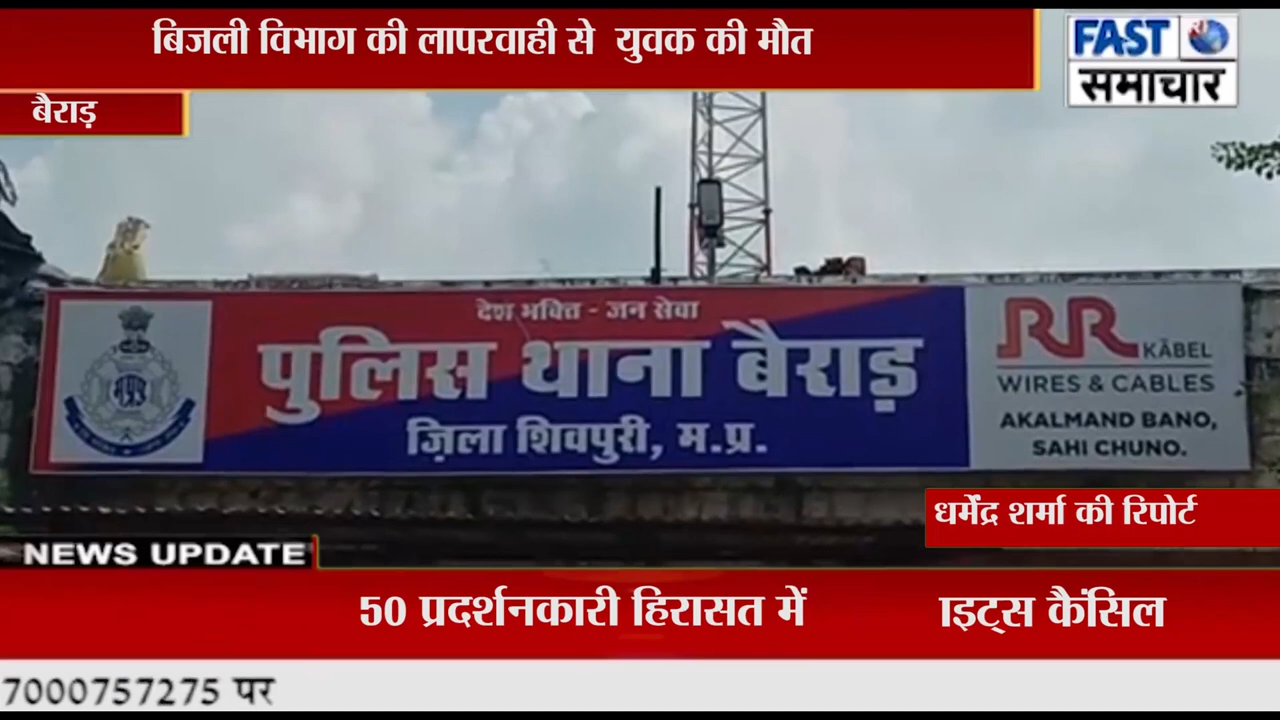 बिजली विभाग की लापरवाही से युवक की मौत
FAST
समाचार
बैराड़
देश भक्ति - जन सेवा
पुलिस थाना बैराड़
ज़िला शिवपुरी, म.प्र.
RR KÂBEL
WIRES & CABLES
AKALMAND BANO,
SAHI CHUNO.
धर्मेंद्र शर्मा की रिपोर्ट
NEWS UPDATE
50 प्रदर्शनकारी हिरासत में ाइट्स कैंसिल
7000757275 पर